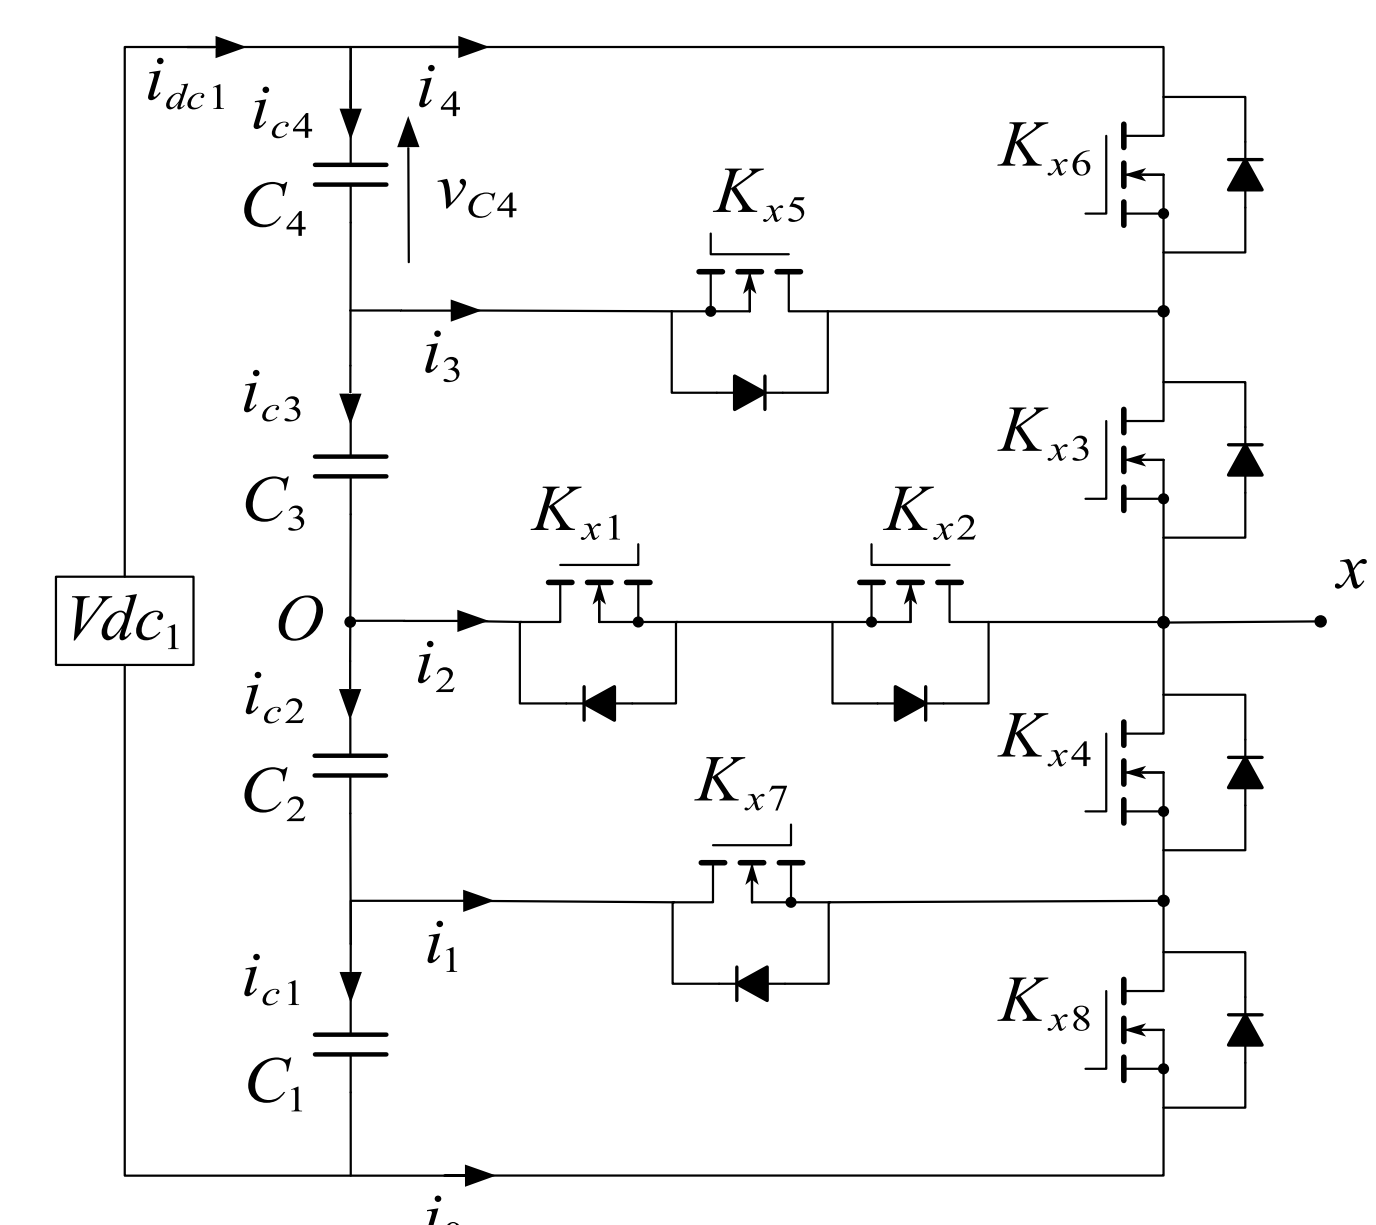 i_dc1
i_c4
i_4
K_x6
C_4
v_C4
K_x5
i_3
i_c3
K_x3
C_3
K_x1
K_x2
x
Vdc_1
O
i_2
i_c2
K_x4
C_2
K_x7
i_1
i_c1
K_x8
C_1